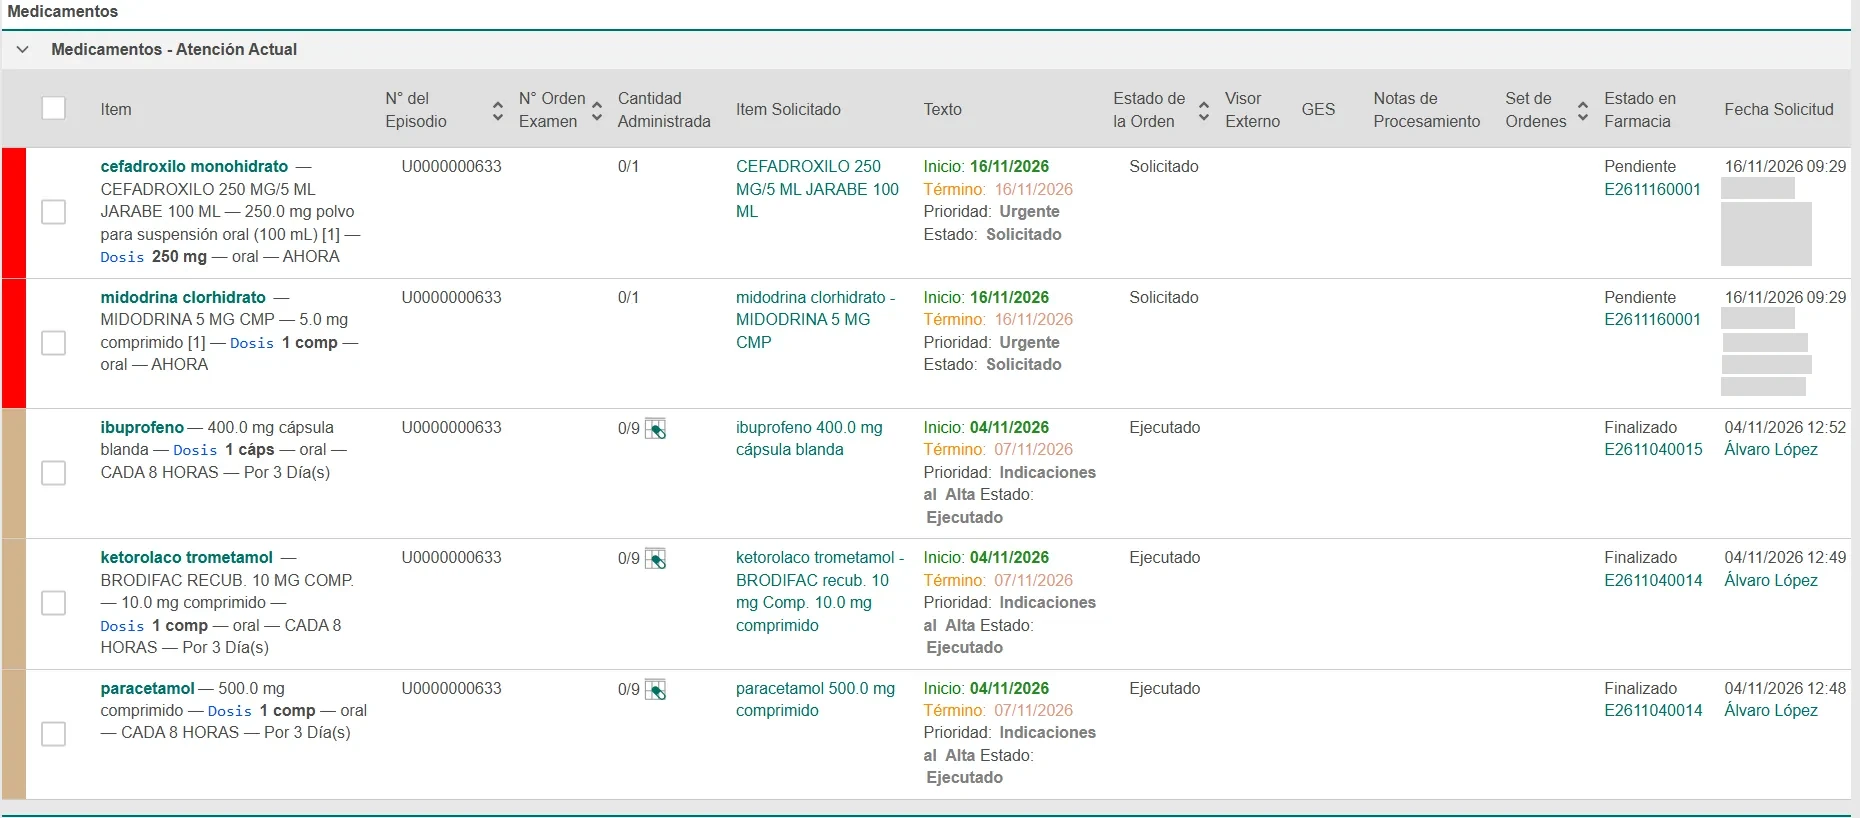 Medicamentos
Medicamentos - Atención Actual
Item
N° del
Episodio
N° Orden
Examen
Cantidad
Administrada
Item Solicitado
Texto
Estado de
la Orden
Visor
Externo
GES
Notas de
Procesamiento
Set de
Ordenes
Estado en
Farmacia
Fecha Solicitud
cefadroxilo monohidrato —
CEFADROXILO 250 MG/5 ML
JARABE 100 ML — 250.0 mg polvo
para suspensión oral (100 mL) [1] —
Dosis 250 mg — oral — AHORA
U0000000633
0/1
CEFADROXILO 250
MG/5 ML JARABE 100
ML
Inicio: 16/11/2026
Término: 16/11/2026
Prioridad: Urgente
Estado: Solicitado
Solicitado
Pendiente
E2611160001
16/11/2026 09:29
midodrina clorhidrato —
MIDODRINA 5 MG CMP — 5.0 mg
comprimido [1] — Dosis 1 comp —
oral — AHORA
U0000000633
0/1
midodrina clorhidrato -
MIDODRINA 5 MG
CMP
Inicio: 16/11/2026
Término: 16/11/2026
Prioridad: Urgente
Estado: Solicitado
Solicitado
Pendiente
E2611160001
16/11/2026 09:29
ibuprofeno — 400.0 mg cápsula
blanda — Dosis 1 cáps — oral —
CADA 8 HORAS — Por 3 Día(s)
U0000000633
0/9
ibuprofeno 400.0 mg
cápsula blanda
Inicio: 04/11/2026
Término: 07/11/2026
Prioridad: Indicaciones
al Alta Estado:
Ejecutado
Ejecutado
Finalizado
E2611040015
04/11/2026 12:52
Álvaro López
ketorolaco trometamol —
BRODIFAC RECUB. 10 MG COMP.
— 10.0 mg comprimido —
Dosis 1 comp — oral — CADA 8
HORAS — Por 3 Día(s)
U0000000633
0/9
ketorolaco trometamol -
BRODIFAC recub. 10
mg Comp. 10.0 mg
comprimido
Inicio: 04/11/2026
Término: 07/11/2026
Prioridad: Indicaciones
al Alta Estado:
Ejecutado
Ejecutado
Finalizado
E2611040014
04/11/2026 12:49
Álvaro López
paracetamol — 500.0 mg
comprimido — Dosis 1 comp — oral
— CADA 8 HORAS — Por 3 Día(s)
U0000000633
0/9
paracetamol 500.0 mg
comprimido
Inicio: 04/11/2026
Término: 07/11/2026
Prioridad: Indicaciones
al Alta Estado:
Ejecutado
Ejecutado
Finalizado
E2611040014
04/11/2026 12:48
Álvaro López